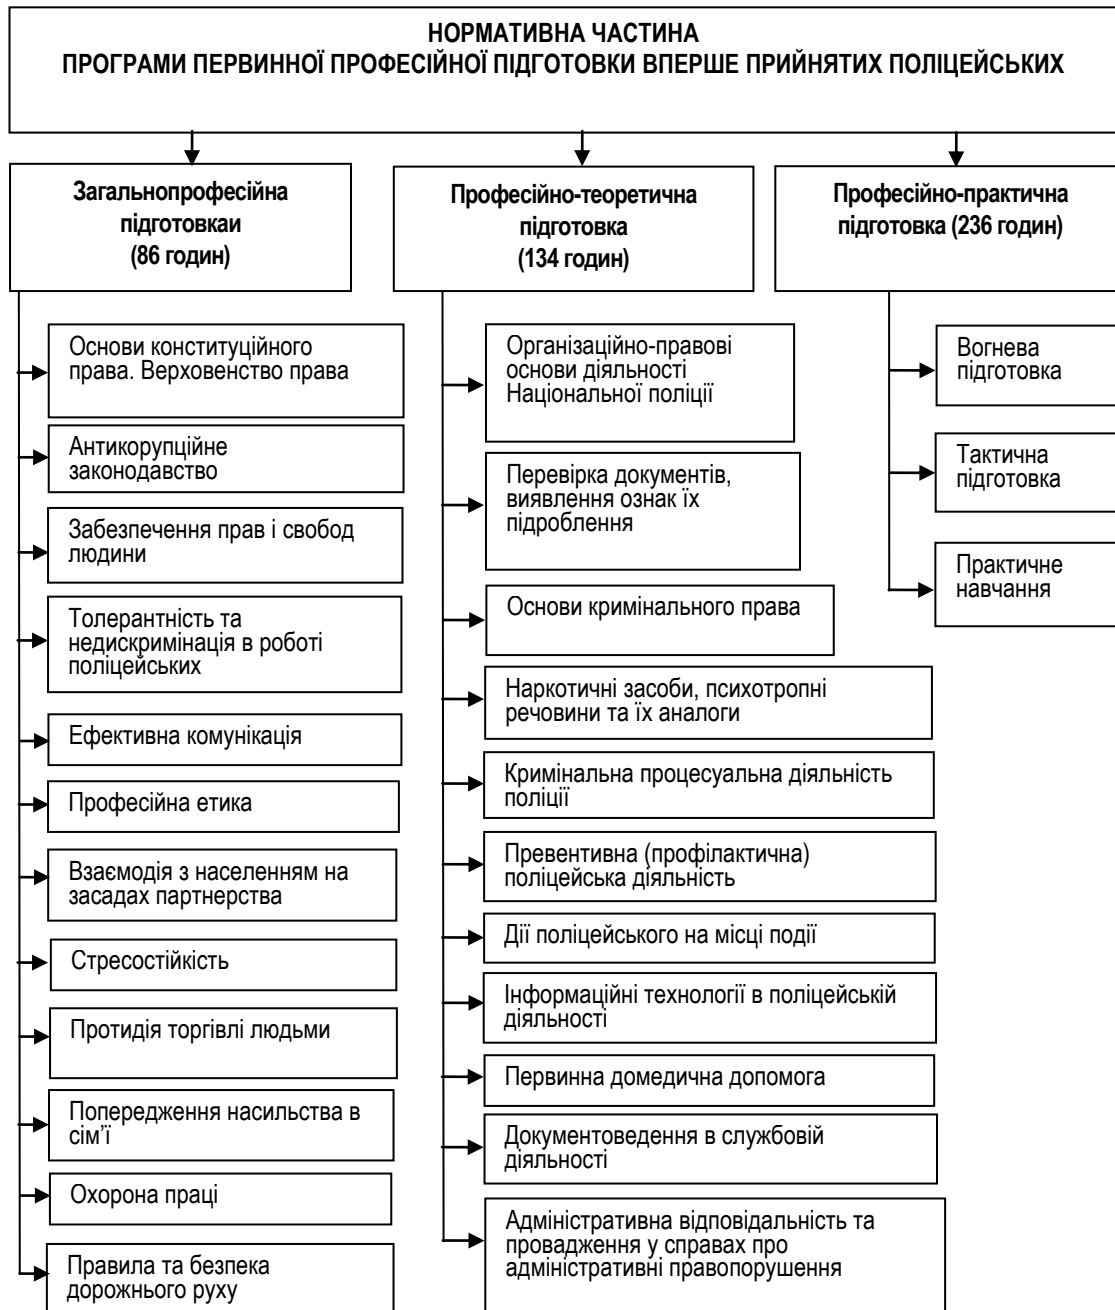 НОРМАТИВНА ЧАСТИНА
ПРОГРАМИ ПЕРВИННОЇ ПРОФЕСІЙНОЇ ПІДГОТОВКИ ВПЕРШЕ ПРИЙНЯТИХ ПОЛІЦЕЙСЬКИХ
Загальнопрофесійна
підготовкаи
(86 годин)
Основи конституційного
права. Верховенство права
Антикорупційне
законодавство
Забезпечення прав і свобод
людини
Толерантність та
недискримінація в роботі
поліцейських
Ефективна комунікація
Професійна етика
Взаємодія з населенням на
засадах партнерства
Стресостійкість
Протидія торгівлі людьми
Попередження насильства в
сім’ї
Охорона праці
Правила та безпека
дорожнього руху
Професійно-теоретична
підготовка
(134 годин)
Організаційно-правові
основи діяльності
Національної поліції
Перевірка документів,
виявлення ознак їх
підроблення
Основи кримінального права
Наркотичні засоби, психотропні
речовини та їх аналоги
Кримінальна процесуальна діяльність
поліції
Превентивна (профілактична)
поліцейська діяльність
Дії поліцейського на місці події
Інформаційні технології в поліцейській
діяльності
Первинна домедична допомога
Документоведення в службовій
діяльності
Адміністративна відповідальність та
провадження у справах про
адміністративні правопорушення
Професійно-практична
підготовка (236 годин)
Вогнева
підготовка
Тактична
підготовка
Практичне
навчання